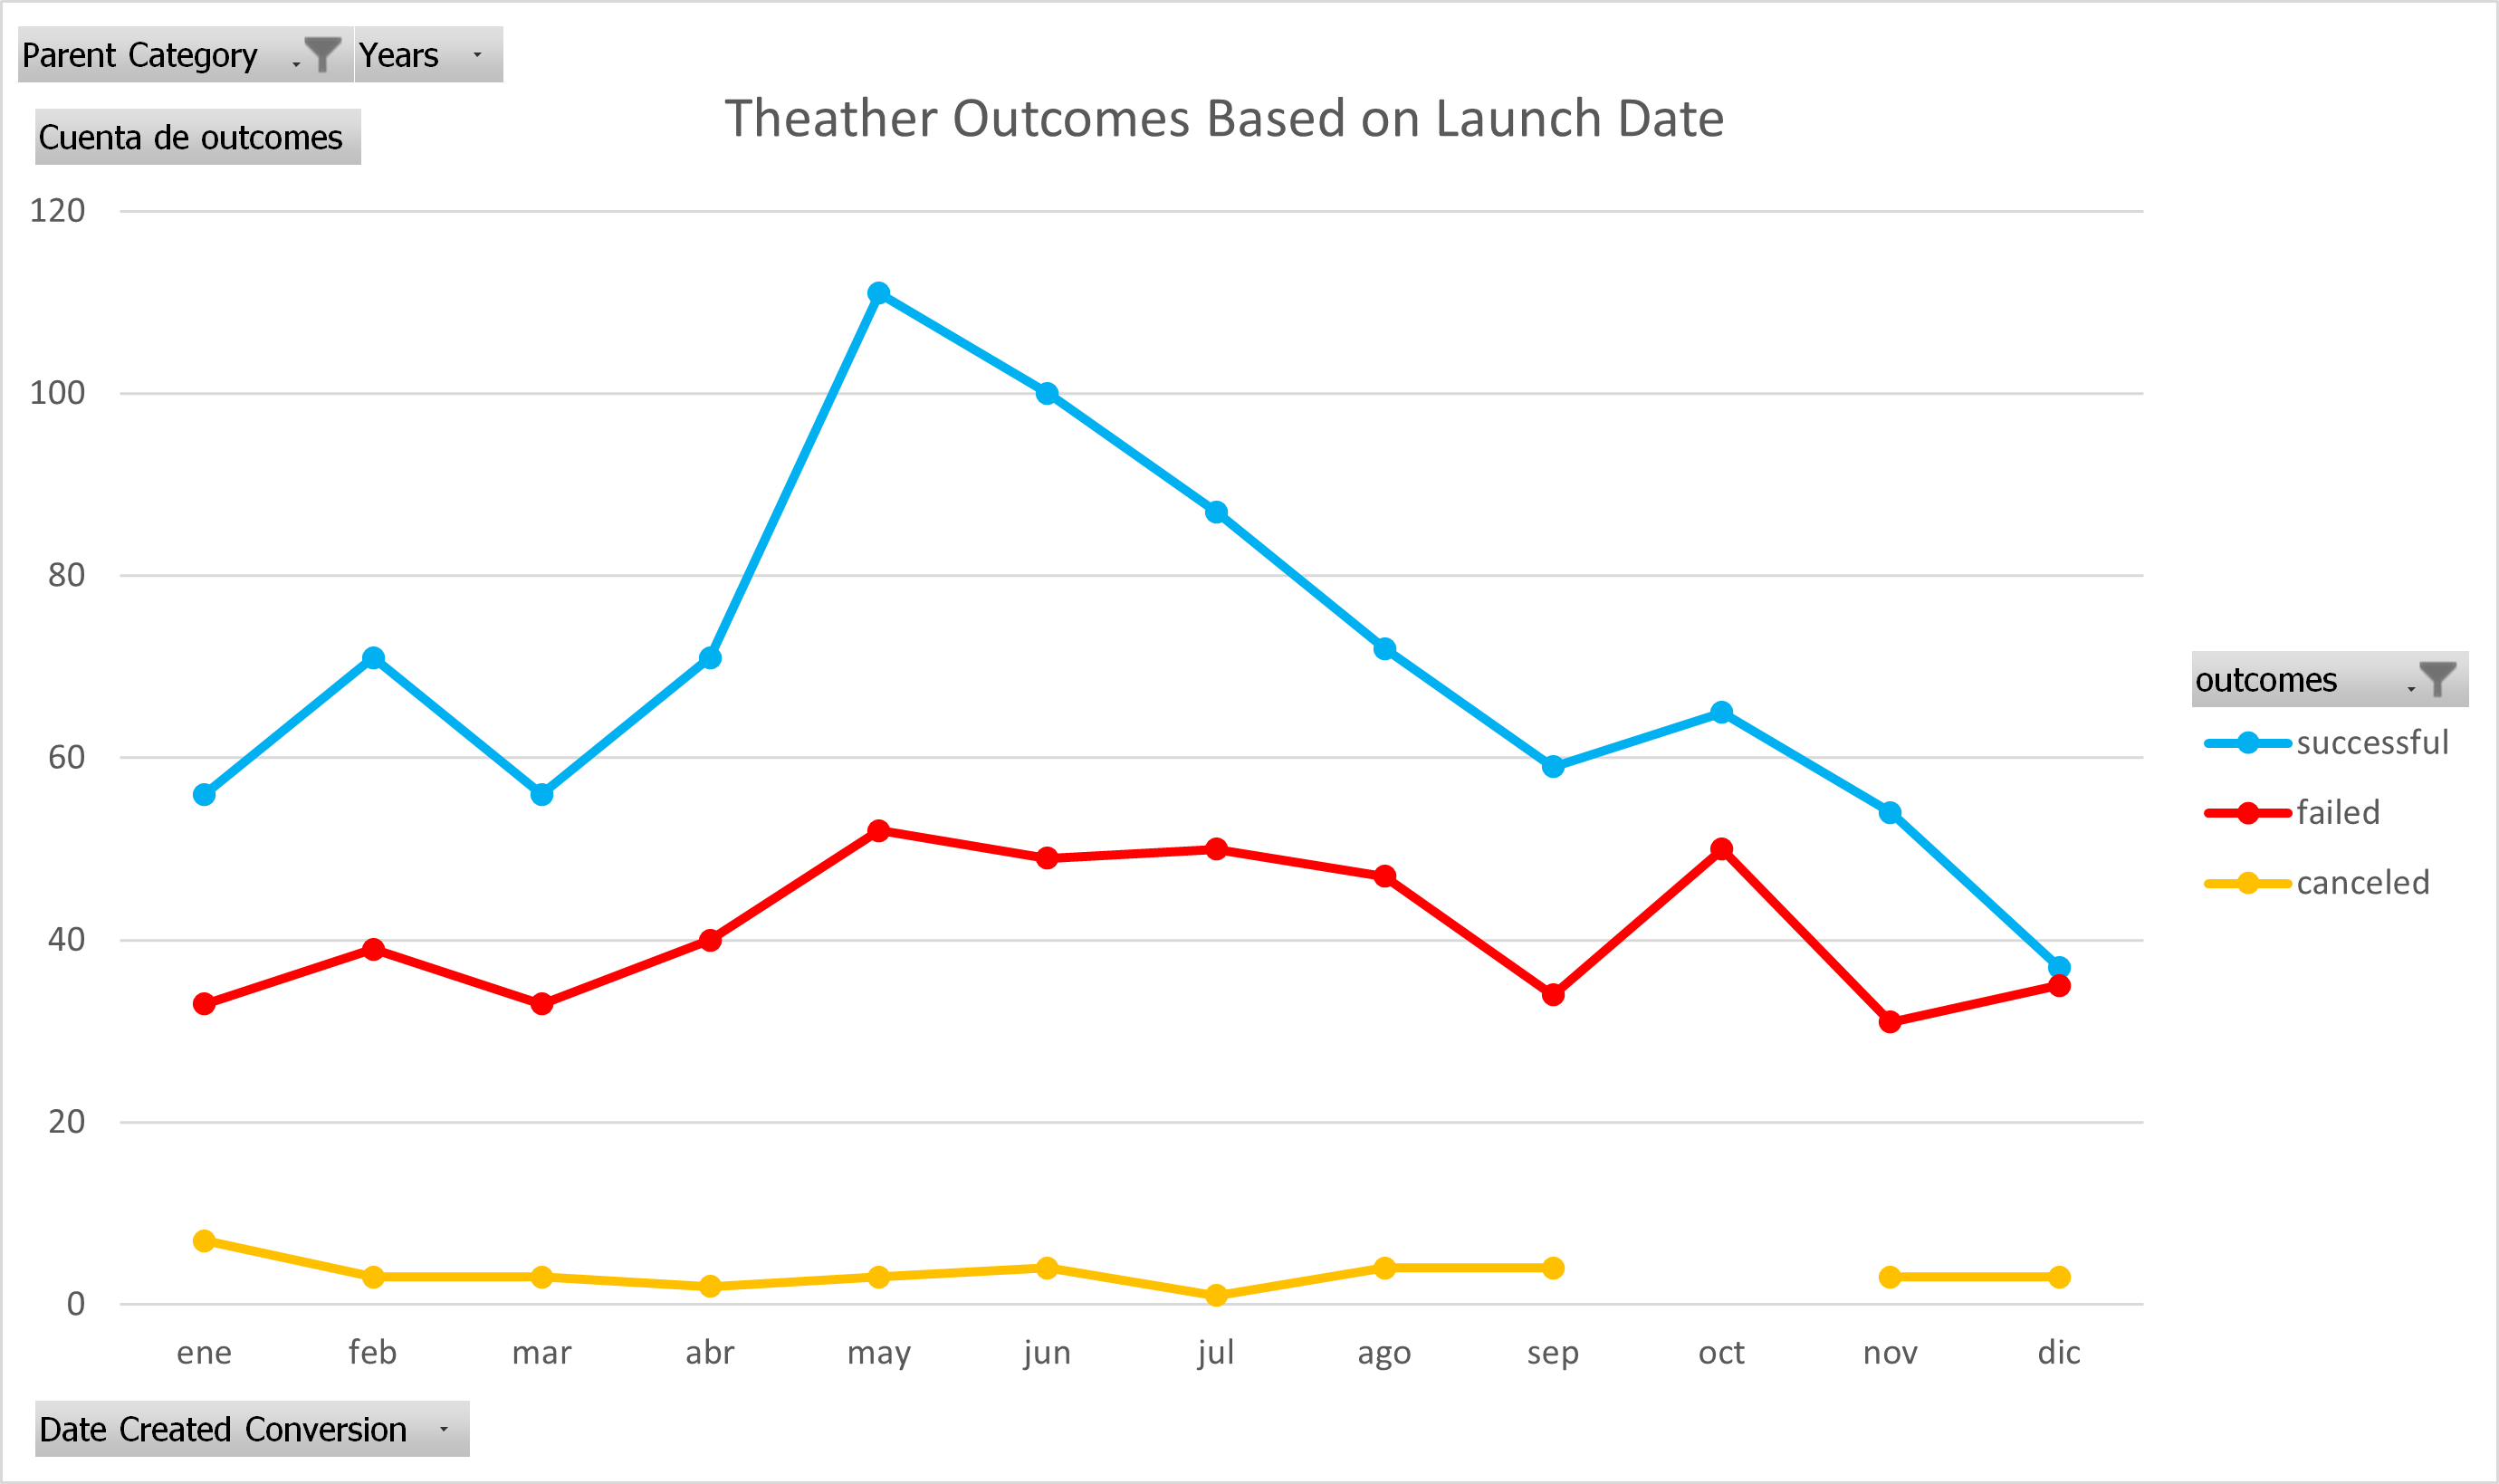 Parent Category
Years
Cuenta de outcomes
Theather Outcomes Based on Launch Date
120
100
80
60
40
20
0
ene feb mar abr may jun jul ago sep oct nov dic
outcomes
successful
failed
canceled
Date Created Conversion